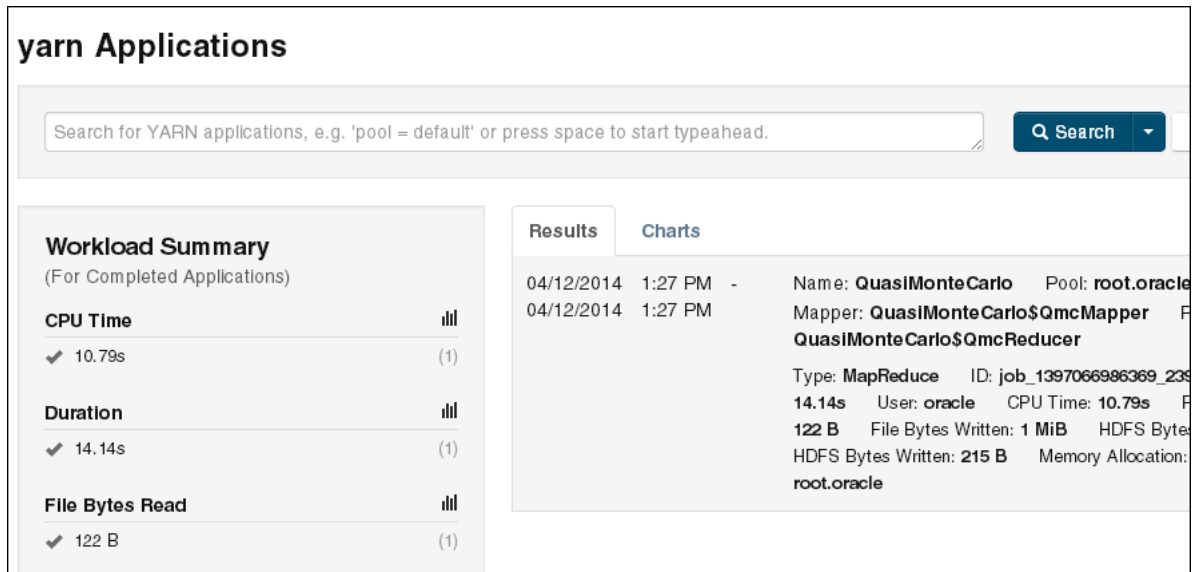 yarn Applications
Search for YARN applications, e.g. 'pool = default' or press space to start typeahead.
Search
Workload Summary
(For Completed Applications)
CPU Time
10.79s (1)
Duration
14.14s (1)
File Bytes Read
122 B (1)
Results Charts
04/12/2014 1:27 PM - Name: QuasiMonteCarlo Pool: root.oracle
04/12/2014 1:27 PM Mapper: QuasiMonteCarlo$QmcMapper
QuasiMonteCarlo$QmcReducer
Type: MapReduce ID: job_1397066986369_239
14.14s User: oracle CPU Time: 10.79s
122 B File Bytes Written: 1 MiB HDFS Bytes
HDFS Bytes Written: 215 B Memory Allocation:
root.oracle